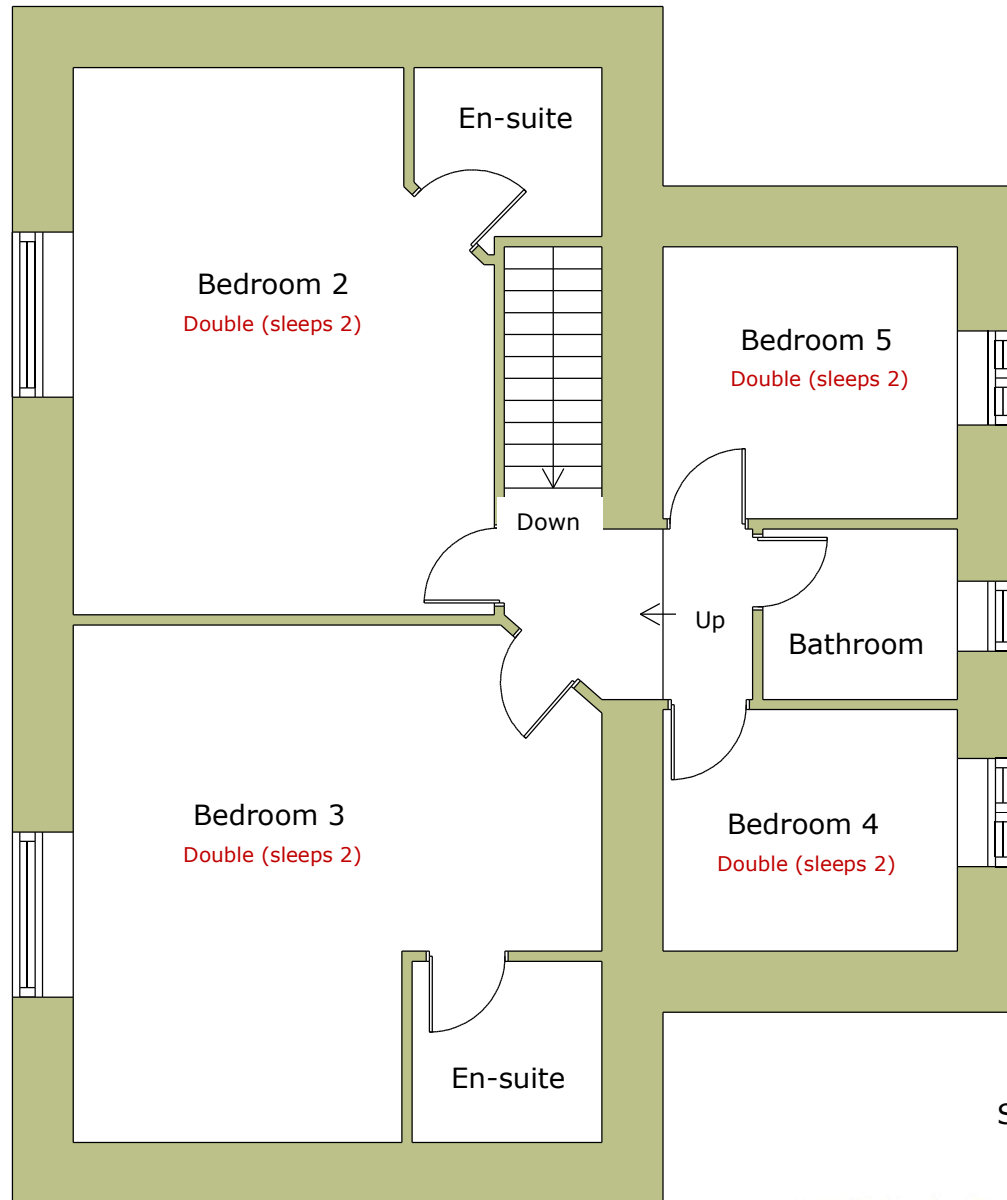 En-suite
Bedroom 2
Double (sleeps 2)
Bedroom 5
Double (sleeps 2)
Down
Up
Bathroom
Bedroom 3
Double (sleeps 2)
Bedroom 4
Double (sleeps 2)
En-suite